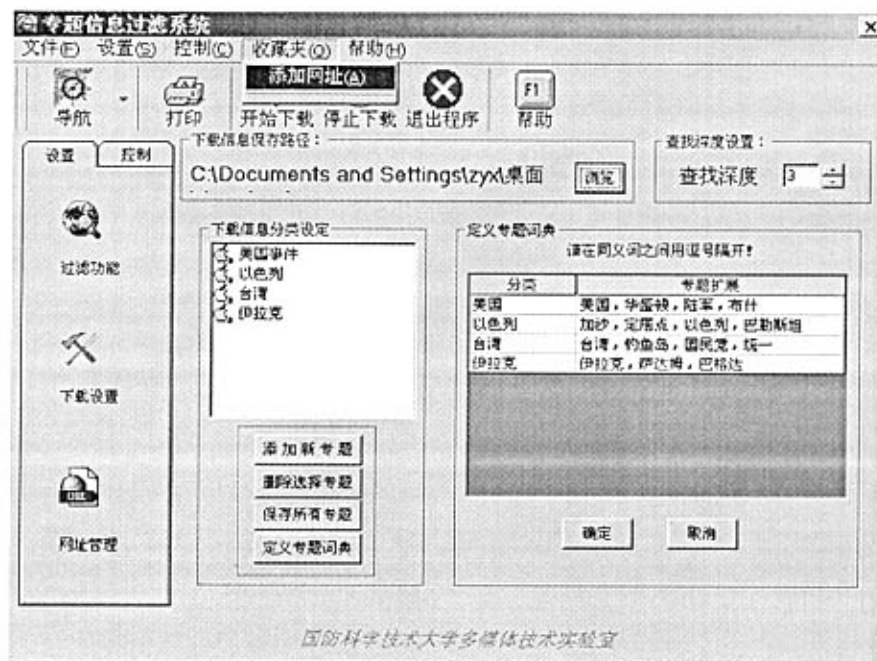 专题信息过滤系统
文件(F) 设置(S) 控制(C) 收藏夹(O) 帮助(H)
添加网址(A)
F1
导航 打印 开始下载 停止下载 退出程序 帮助
设置 控制
下载信息保存路径：
C:\Documents and Settings\zyx\桌面 浏览
查找深度设置：
查找深度 3
过滤功能
下载设置
URL
网址管理
下载信息分类设定
美国事件
以色列
台湾
伊拉克
添加新专题
删除选择专题
保存所有专题
定义专题词典
定义专题词典
请在同义词之间用逗号隔开!
分类 专题扩展
美国 美国，华盛顿，陆军，布什
以色列 加沙，定居点，以色列，巴勒斯坦
台湾 台湾，钓鱼岛，国民党，统一
伊拉克 伊拉克，萨达姆，巴格达
确定 取消
国防科学技术大学多媒体技术实验室